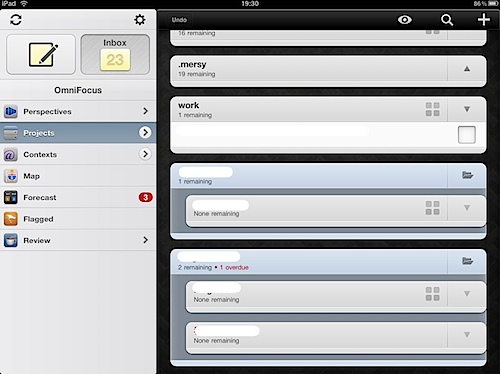 iPad
19:30
86%
Undo
Inbox
23
OmniFocus
Perspectives
Projects
Contexts
Map
Forecast
3
Flagged
Review
16 remaining
.mersy
19 remaining
work
1 remaining
1 remaining
None remaining
2 remaining • 1 overdue
None remaining
None remaining